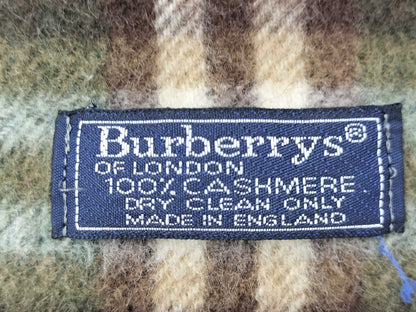 Burberrys®
OF LONDON
100% CASHMERE
DRY CLEAN ONLY
MADE IN ENGLAND